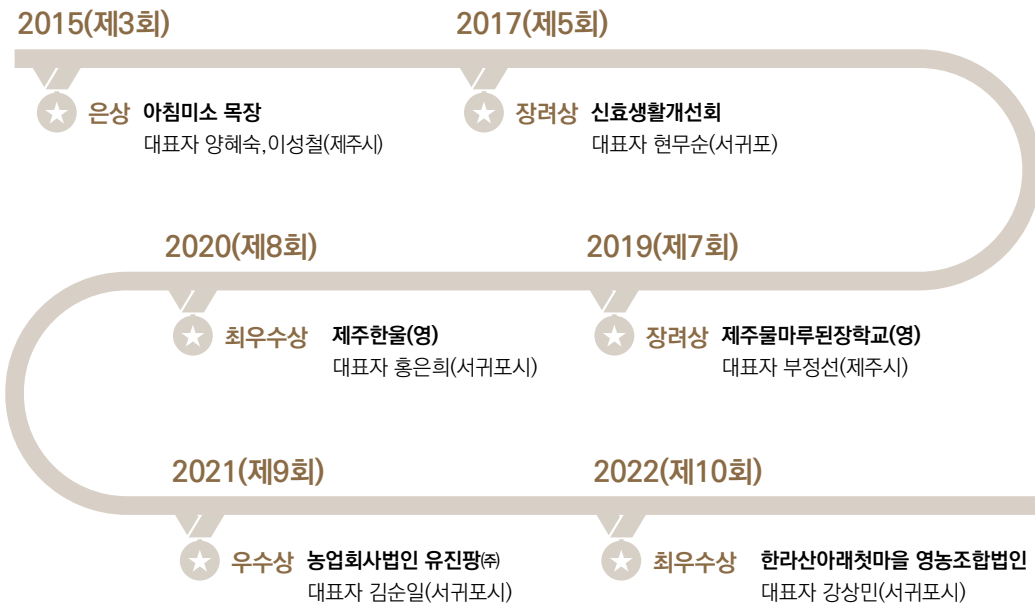 2015(제3회)
은상 아침미소 목장
대표자 양혜숙,이성철(제주시)
2017(제5회)
장려상 신효생활개선회
대표자 현무순(서귀포)
2019(제7회)
장려상 제주물마루된장학교(영)
대표자 부정선(제주시)
2020(제8회)
최우수상 제주한울(영)
대표자 홍은희(서귀포시)
2021(제9회)
우수상 농업회사법인 유진팡㈜
대표자 김순일(서귀포시)
2022(제10회)
최우수상 한라산아래첫마을 영농조합법인
대표자 강상민(서귀포시)